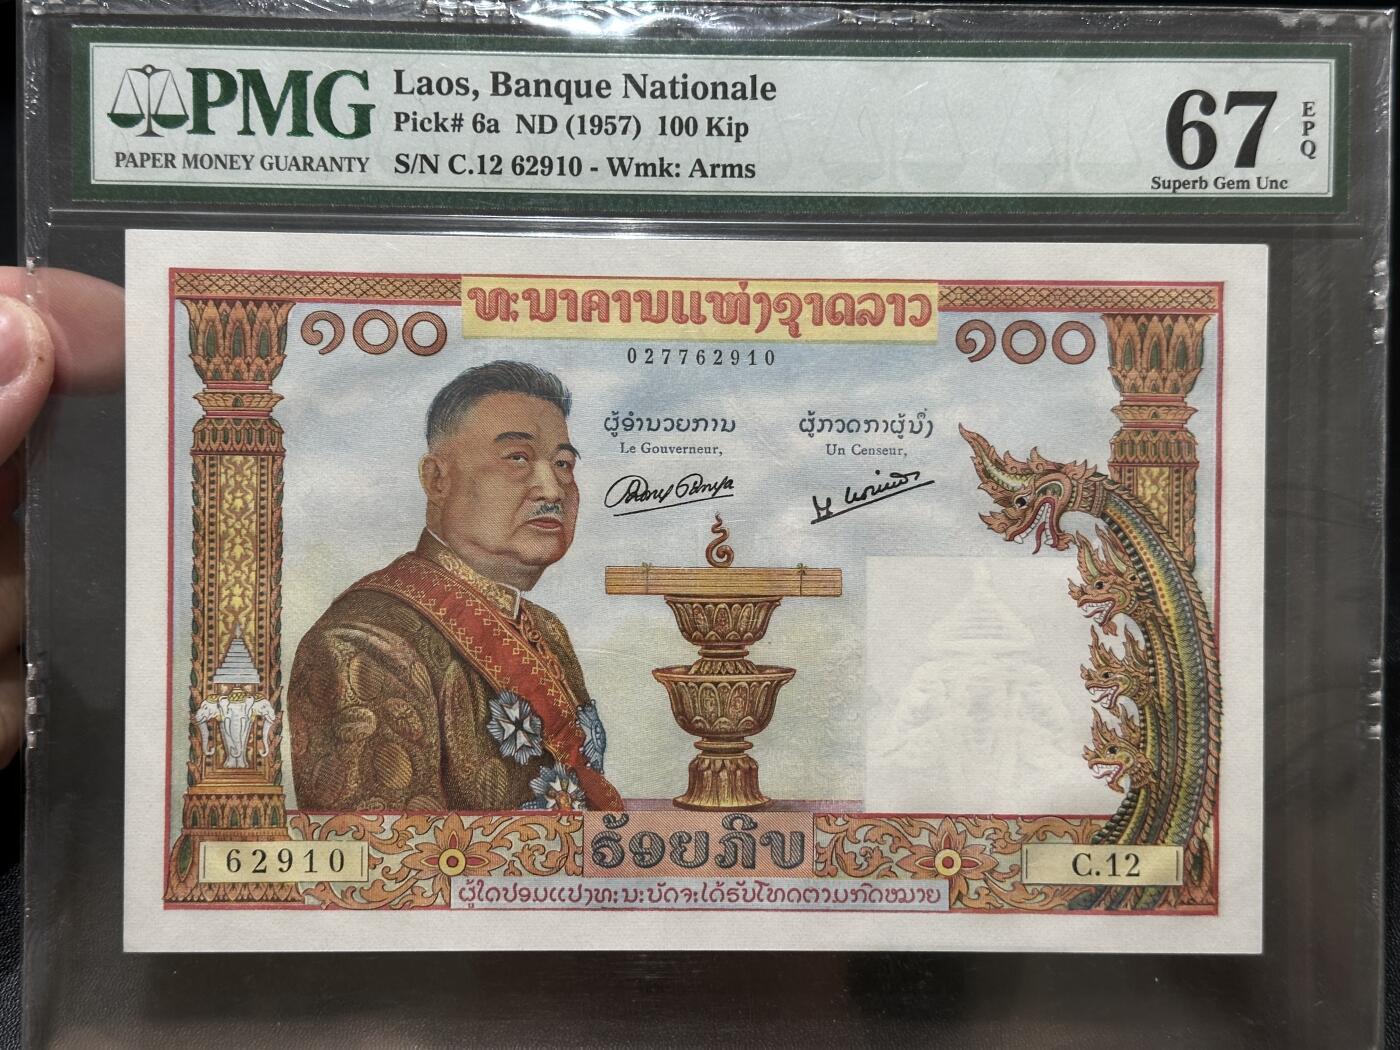 PMG
PAPER MONEY GUARANTY
Laos, Banque Nationale
Pick# 6a ND (1957) 100 Kip
S/N C.12 62910 - Wmk: Arms
67
EPQ
Superb Gem Unc
ທະນາຄານແຫ່ງຊາດລາວ
໑໐໐ ໑໐໐
027762910
ຜູ້ອຳນວຍການ ຜູ້ກວດກາຜູ້ນຶ່ງ
Le Gouverneur, Un Censeur,
ຮ້ອຍກີບ
62910 C.12
ຜູ້ໃດປອມແປງທະນະບັດຈະໄດ້ຮັບໂທດຕາມກົດໝາຍ